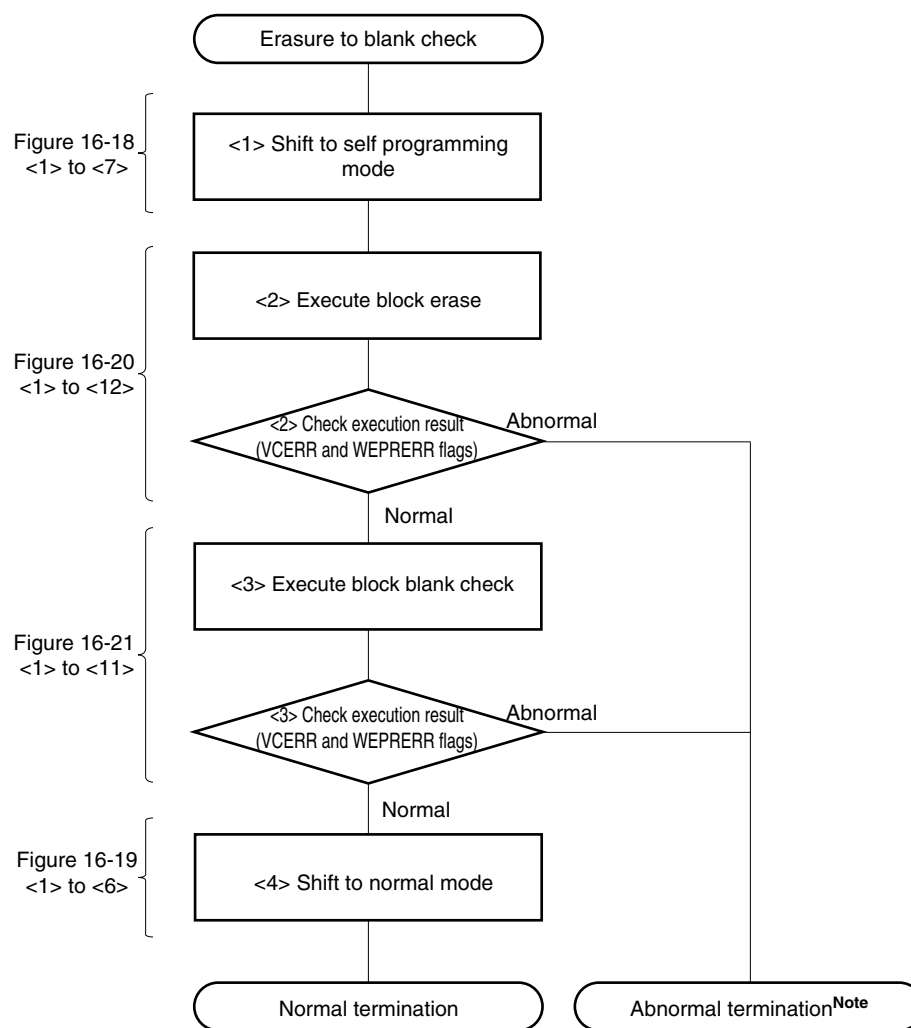 Erasure to blank check
Figure 16-18
<1> to <7>
<1> Shift to self programming
mode
<2> Execute block erase
Figure 16-20
<1> to <12>
<2> Check execution result
(VCERR and WEPRERR flags)
Abnormal
Normal
<3> Execute block blank check
Figure 16-21
<1> to <11>
<3> Check execution result
(VCERR and WEPRERR flags)
Abnormal
Normal
Figure 16-19
<1> to <6>
<4> Shift to normal mode
Normal termination
Abnormal terminationNote